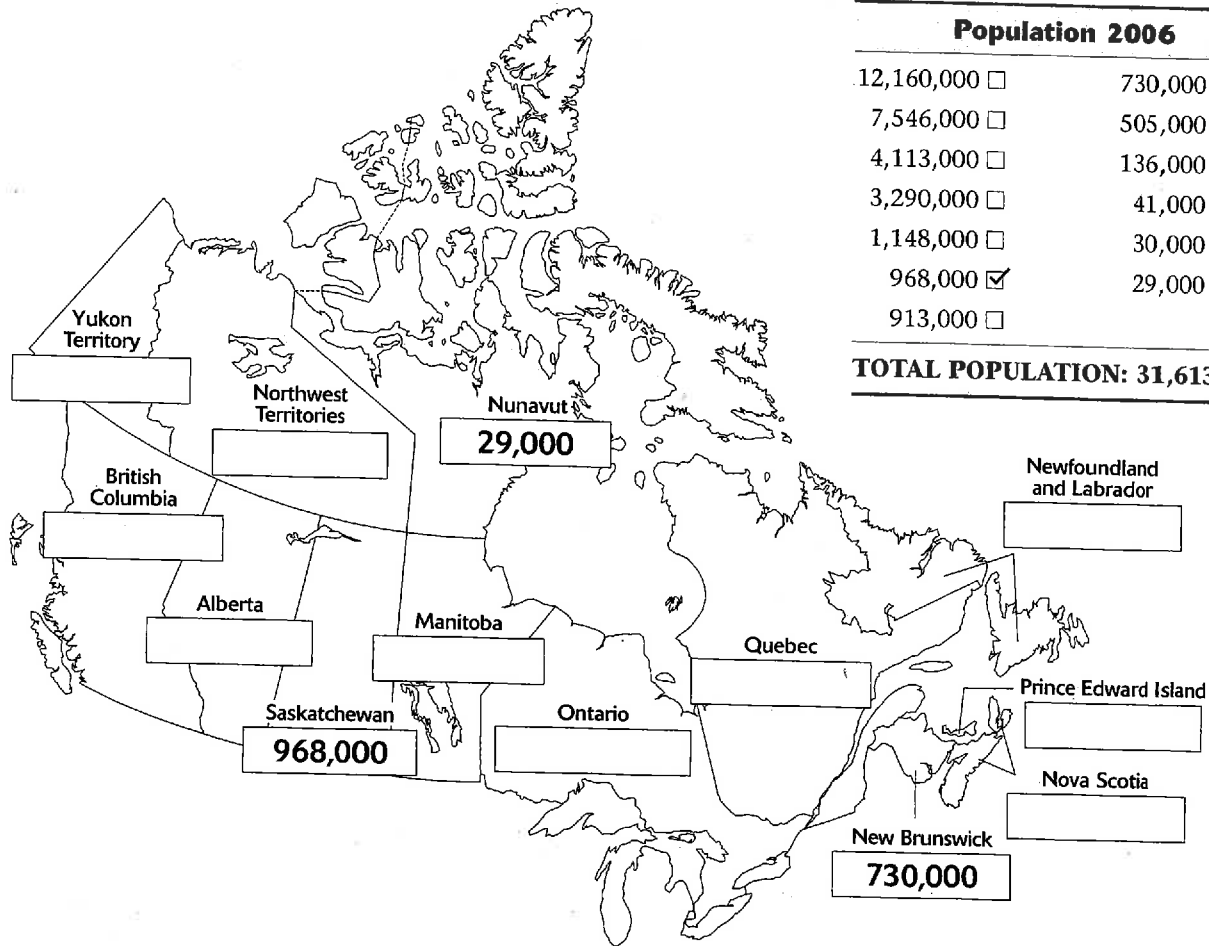 Population 2006
12,160,000 ☐ 730,000
7,546,000 ☐ 505,000
4,113,000 ☐ 136,000
3,290,000 ☐ 41,000
1,148,000 ☐ 30,000
968,000 ☑ 29,000
913,000 ☐
TOTAL POPULATION: 31,613
Yukon
Territory
Northwest
Territories
Nunavut
29,000
British
Columbia
Newfoundland
and Labrador
Alberta
Manitoba
Quebec
Saskatchewan
968,000
Ontario
Prince Edward Island
Nova Scotia
New Brunswick
730,000